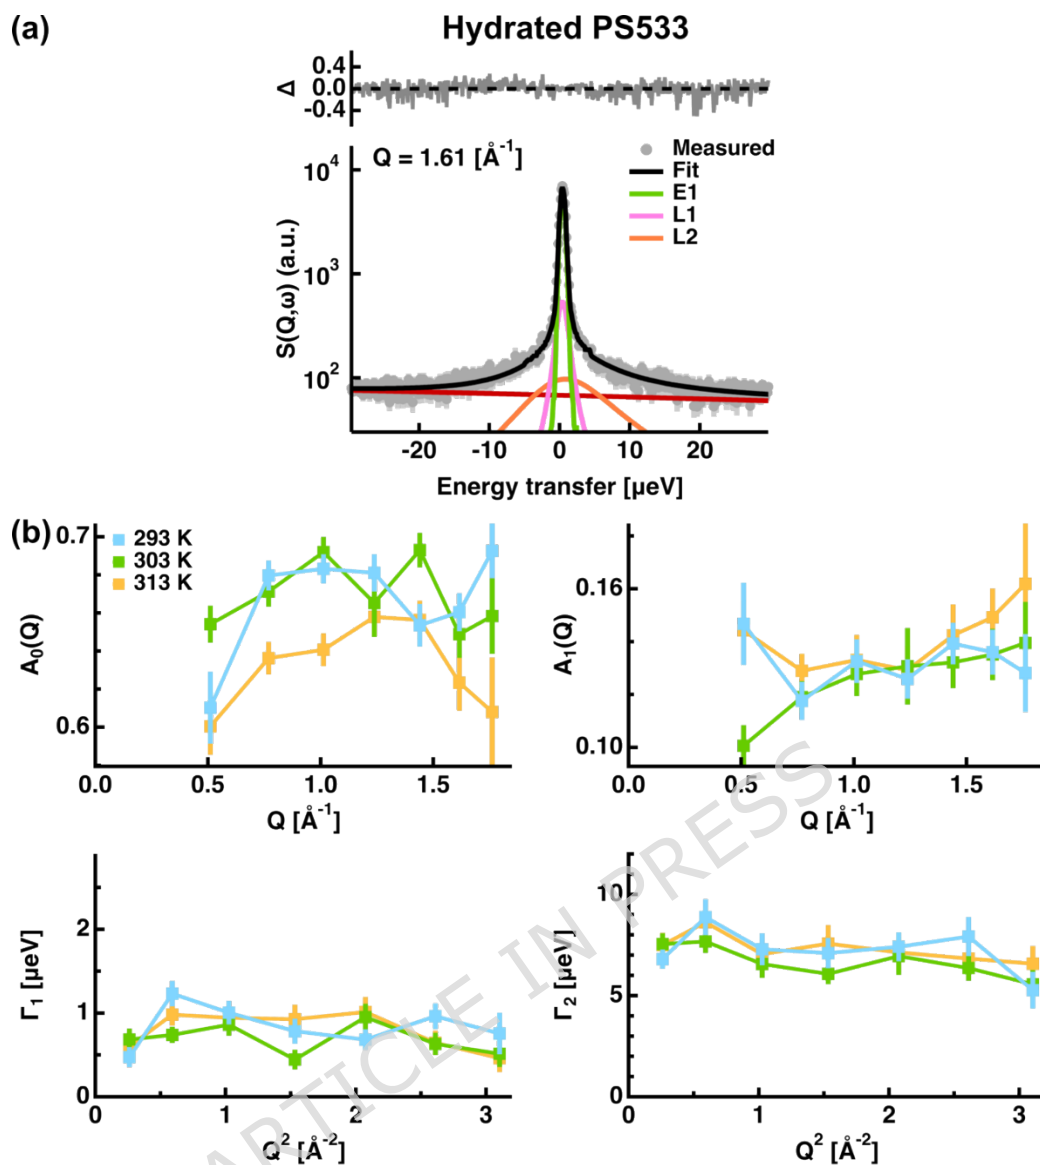 (a)
Hydrated PS533
0.4
0.0
-0.4
Δ
Q = 1.61 [Å⁻¹]
Measured
Fit
E1
L1
L2
10⁴
10³
10²
S(Q,ω) (a.u.)
-20 -10 0 10 20
Energy transfer [µeV]
(b)
293 K
303 K
313 K
0.7
0.6
A₀(Q)
0.0 0.5 1.0 1.5
Q [Å⁻¹]
0.16
0.10
A₁(Q)
0.0 0.5 1.0 1.5
Q [Å⁻¹]
2
1
0
Γ₁ [µeV]
0 1 2 3
Q² [Å⁻²]
10
5
0
Γ₂ [µeV]
0 1 2 3
Q² [Å⁻²]
ARTICLE IN PRESS